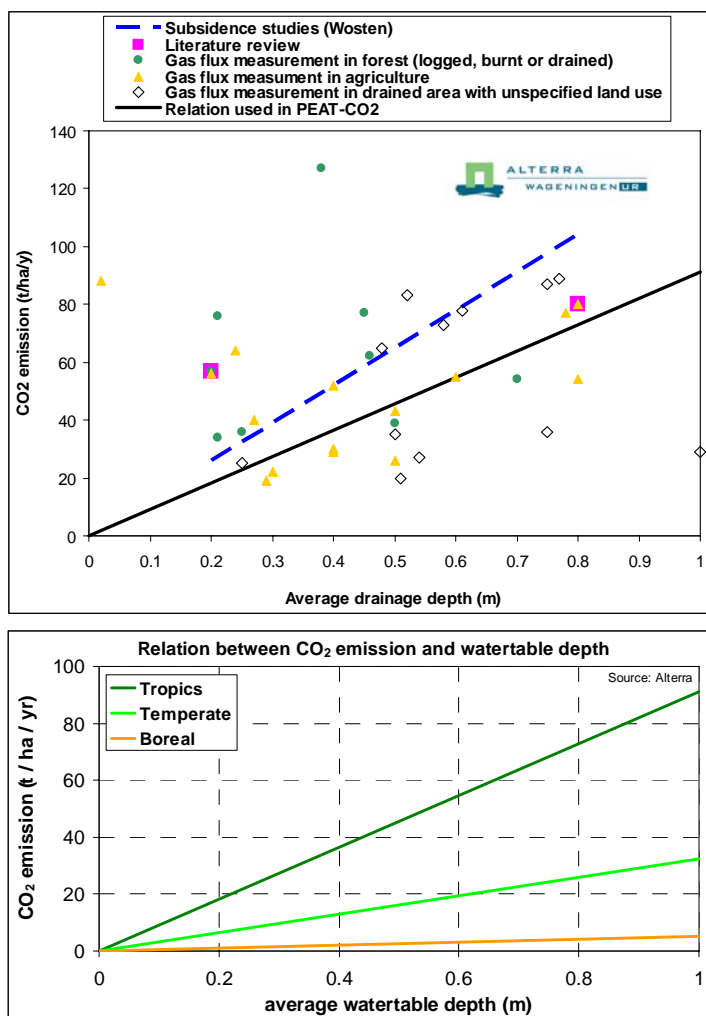 Subsidence studies (Wosten)
Literature review
Gas flux measurement in forest (logged, burnt or drained)
Gas flux measument in agriculture
Gas flux measurement in drained area with unspecified land use
Relation used in PEAT-CO2
ALTERRA
WAGENINGEN UR
CO2 emission (t/ha/y)
140
120
100
80
60
40
20
0
0 0.1 0.2 0.3 0.4 0.5 0.6 0.7 0.8 0.9 1
Average drainage depth (m)
Relation between CO₂ emission and watertable depth
Source: Alterra
Tropics
Temperate
Boreal
CO₂ emission (t / ha / yr)
100
80
60
40
20
0
0 0.2 0.4 0.6 0.8 1
average watertable depth (m)